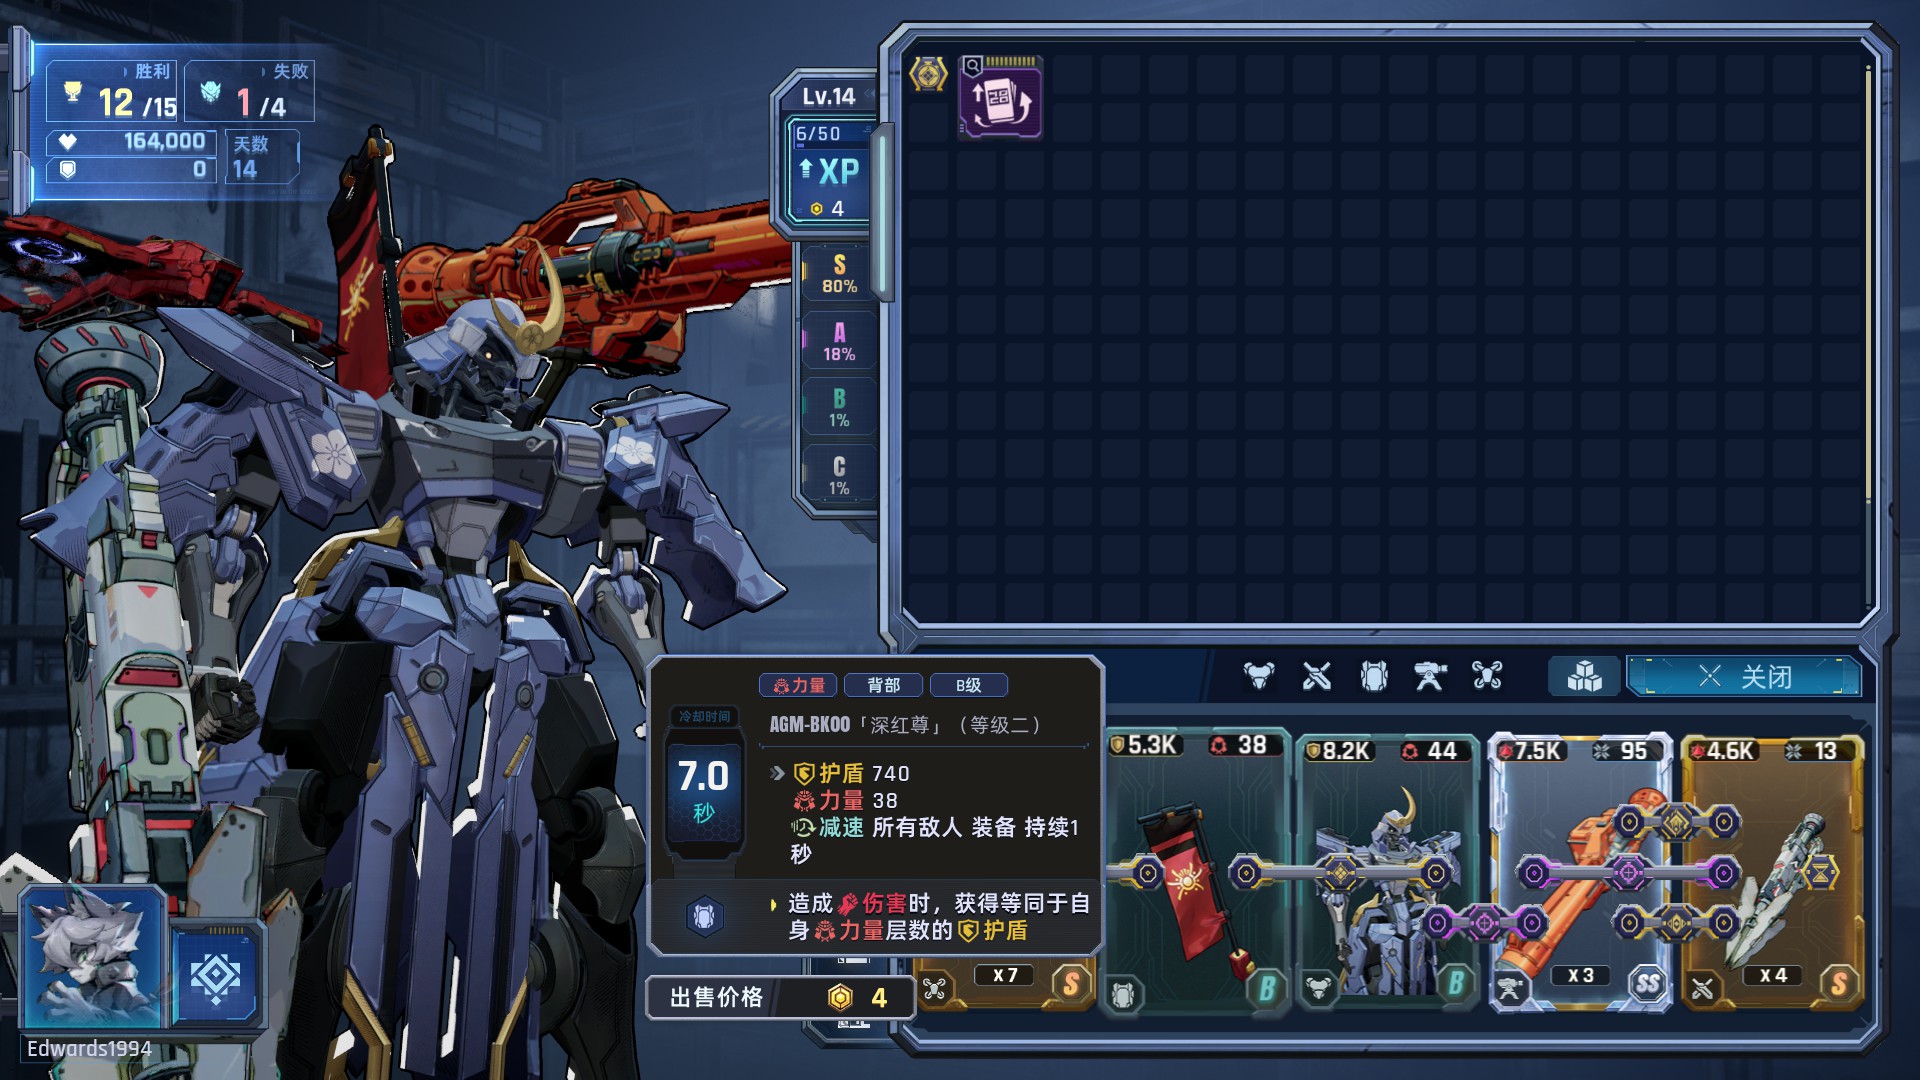 胜利
12 /15
失败
1 /4
164,000
0
天数
14
Lv.14
6/50
XP
4
S
80%
A
18%
B
1%
C
1%
关闭
力量
背部
B级
冷却时间
7.0
秒
AGM-BK00「深红尊」（等级二）
护盾 740
力量 38
减速 所有敌人 装备 持续1
秒
造成伤害时，获得等同于自
身力量层数的护盾
出售价格
4
x7
S
5.3K
38
B
8.2K
44
B
7.5K
95
x3
SS
4.6K
13
x4
S
Edwards1994